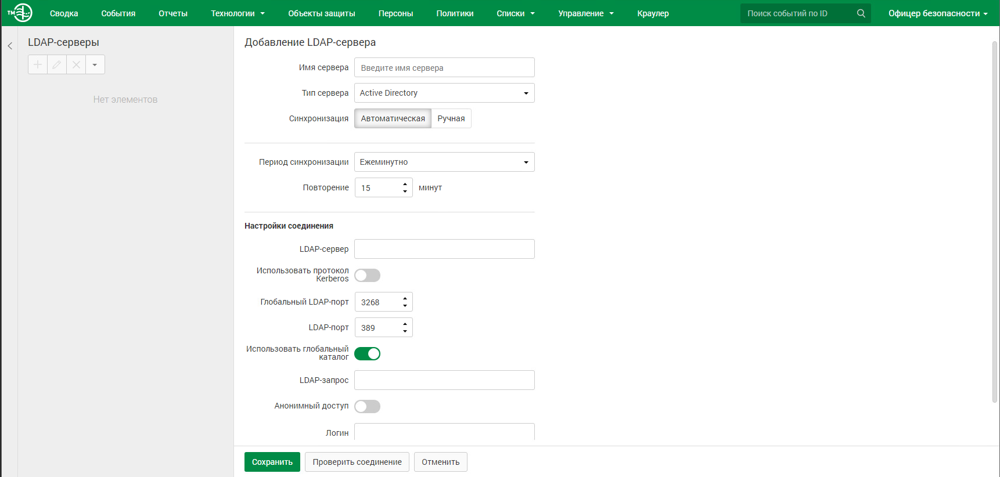 TM
Сводка
События
Отчеты
Технологии
Объекты защиты
Персоны
Политики
Списки
Управление
Краулер
Поиск событий по ID
Офицер безопасности
LDAP-серверы
Нет элементов
Добавление LDAP-сервера
Имя сервера
Введите имя сервера
Тип сервера
Active Directory
Синхронизация
Автоматическая
Ручная
Период синхронизации
Ежеминутно
Повторение
15
минут
Настройки соединения
LDAP-сервер
Использовать протокол
Kerberos
Глобальный LDAP-порт
3268
LDAP-порт
389
Использовать глобальный
каталог
LDAP-запрос
Анонимный доступ
Логин
Сохранить
Проверить соединение
Отменить